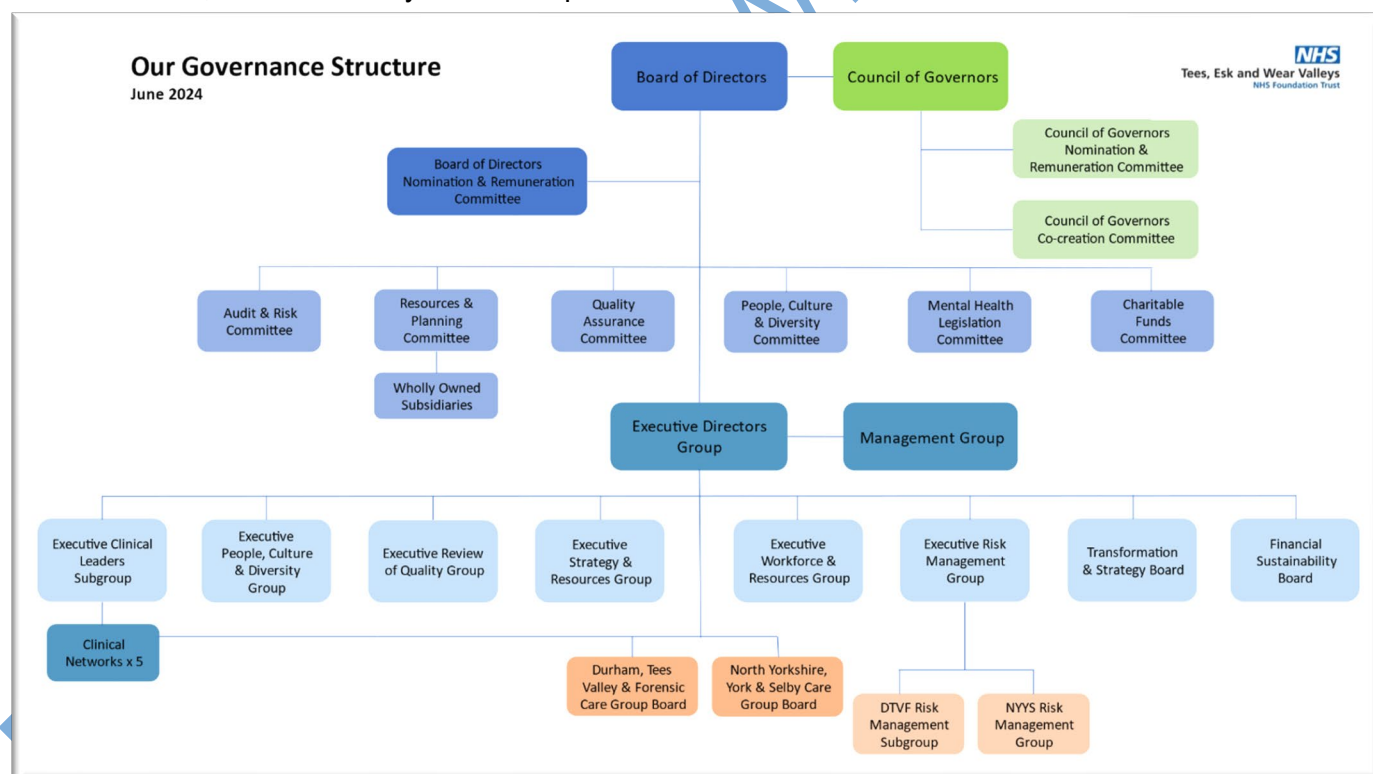 Our Governance Structure
June 2024
Board of Directors
Council of Governors
NHS
Tees, Esk and Wear Valleys
NHS Foundation Trust
Council of Governors
Nomination &
Remuneration Committee
Board of Directors
Nomination & Remuneration
Committee
Council of Governors
Co-creation Committee
Audit & Risk
Committee
Resources &
Planning
Committee
Quality
Assurance
Committee
People, Culture
& Diversity
Committee
Mental Health
Legislation
Committee
Charitable
Funds
Committee
Wholly Owned
Subsidiaries
Executive Directors
Group
Management Group
Executive Clinical
Leaders
Subgroup
Executive
People, Culture
& Diversity
Group
Executive Review
of Quality Group
Executive
Strategy &
Resources Group
Executive
Workforce &
Resources Group
Executive Risk
Management
Group
Transformation
& Strategy Board
Financial
Sustainability
Board
Clinical
Networks x 5
Durham, Tees
Valley & Forensic
Care Group Board
North Yorkshire,
York & Selby Care
Group Board
DTVF Risk
Management
Subgroup
NYYS Risk
Management
Group